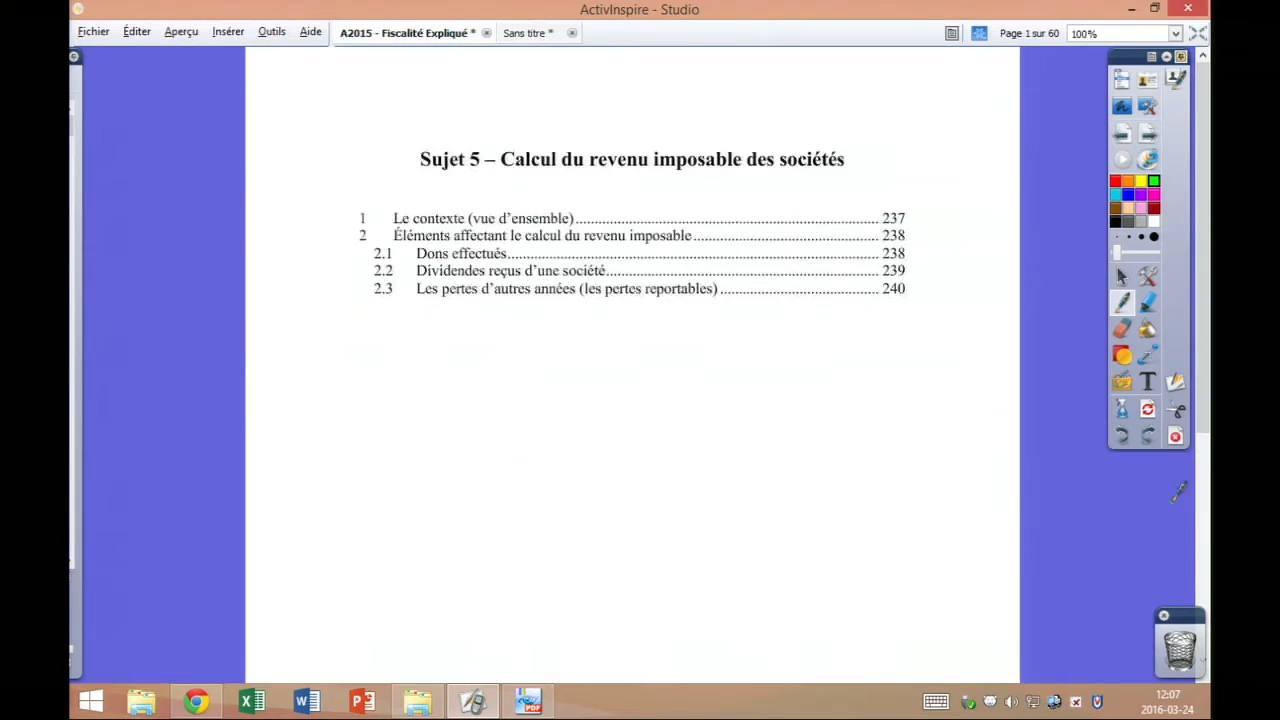 ActivInspire - Studio
Fichier Éditer Aperçu Insérer Outils Aide A2015 - Fiscalité Expliqué * Sans titre * Page 1 sur 60 100%
Sujet 5 – Calcul du revenu imposable des sociétés
1 Le contexte (vue d’ensemble) 237
2 Éléments affectant le calcul du revenu imposable 238
2.1 Dons effectués 238
2.2 Dividendes reçus d’une société 239
2.3 Les pertes d’autres années (les pertes reportables) 240
12:07
2016-03-24